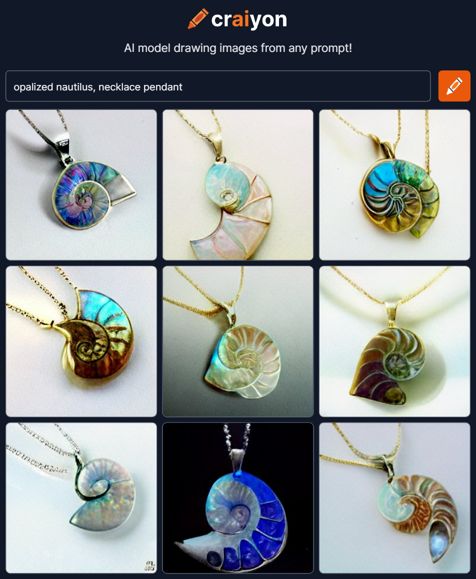 craiyon
AI model drawing images from any prompt!
opalized nautilus, necklace pendant